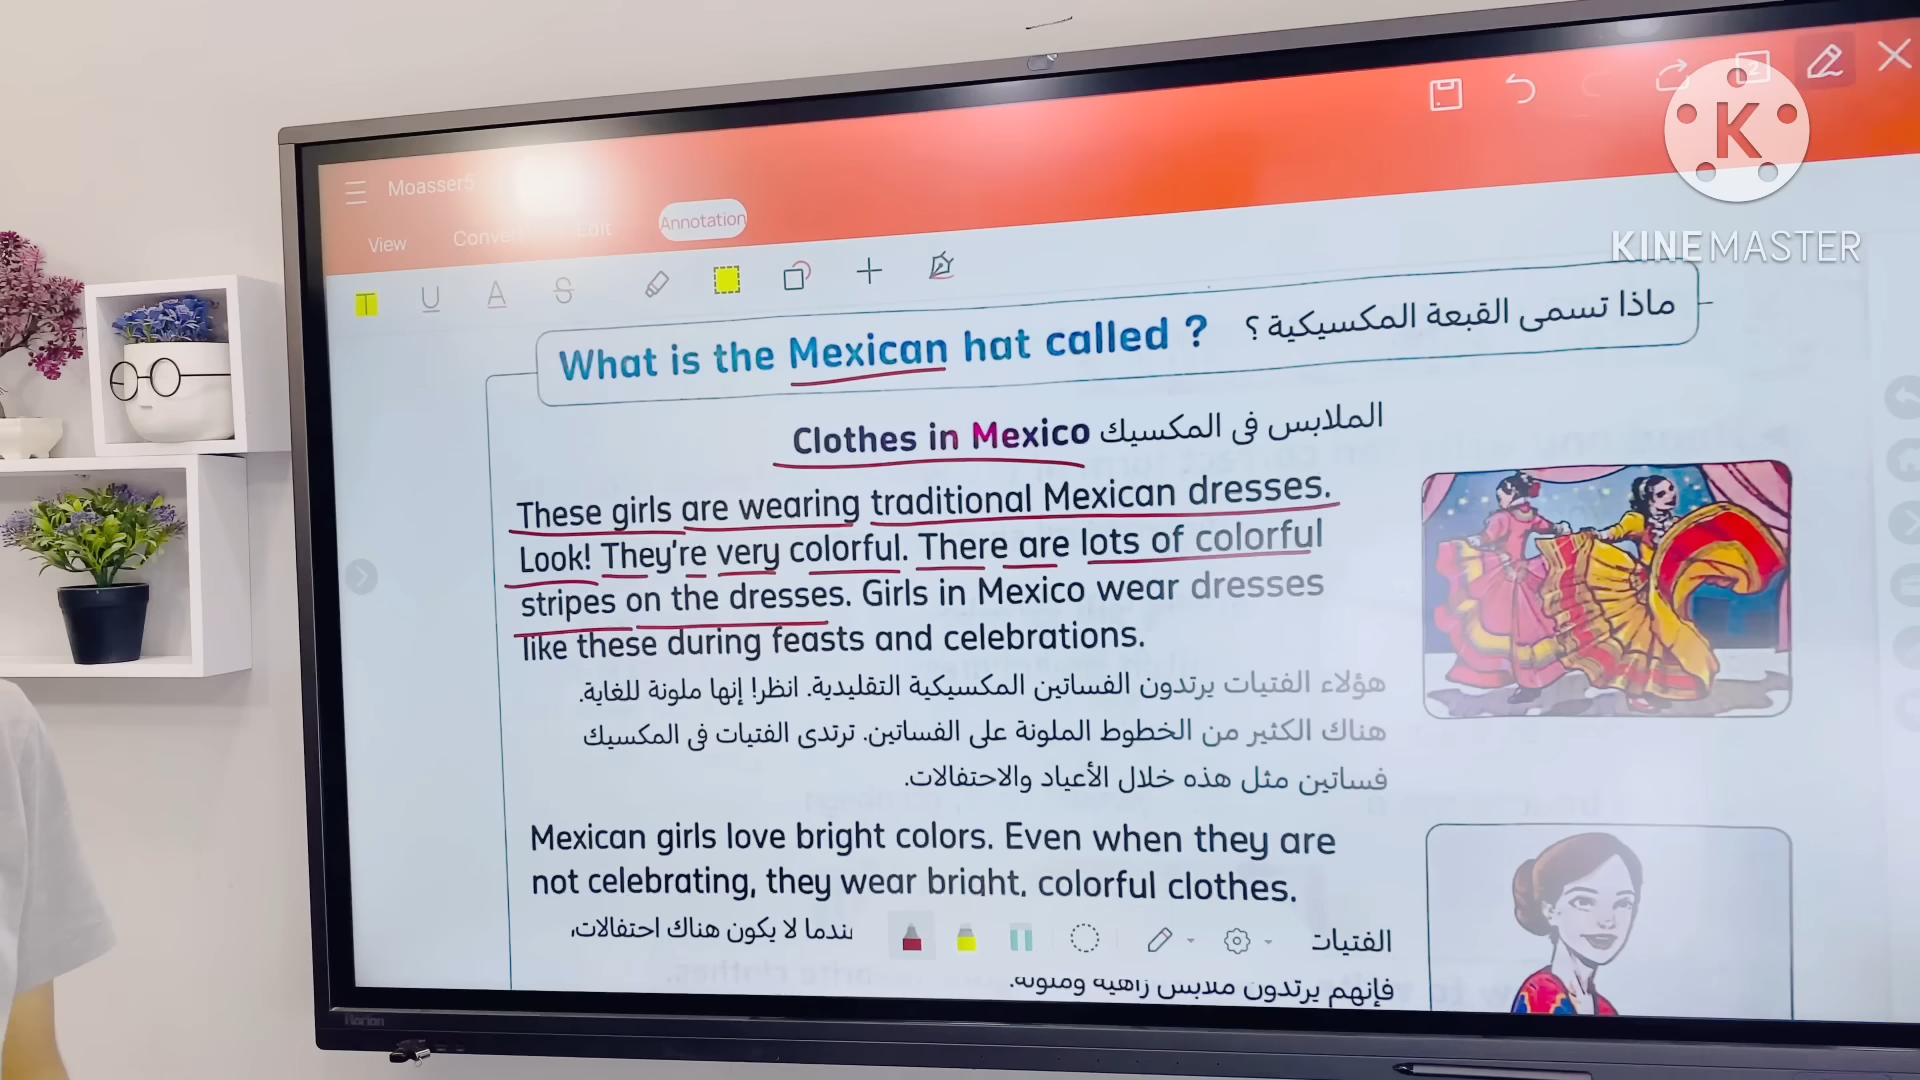 K
KINEMASTER
2
Moasser5
View
Edit
Annotation
T U A S
What is the Mexican hat called ? ماذا تسمى القبعة المكسيكية ؟
Clothes in Mexico الملابس فى المكسيك
These girls are wearing traditional Mexican dresses.
Look! They're very colorful. There are lots of colorful
stripes on the dresses. Girls in Mexico wear dresses
like these during feasts and celebrations.
هؤلاء الفتيات يرتدون الفساتين المكسيكية التقليدية. انظر! إنها ملونة للغاية.
هناك الكثير من الخطوط الملونة على الفساتين. ترتدى الفتيات فى المكسيك
فساتين مثل هذه خلال الأعياد والاحتفالات.
Mexican girls love bright colors. Even when they are
not celebrating, they wear bright, colorful clothes.
الفتيات لا يكون هناك احتفالات،
فإنهم يرتدون ملابس زاهية وملونة.
Horion